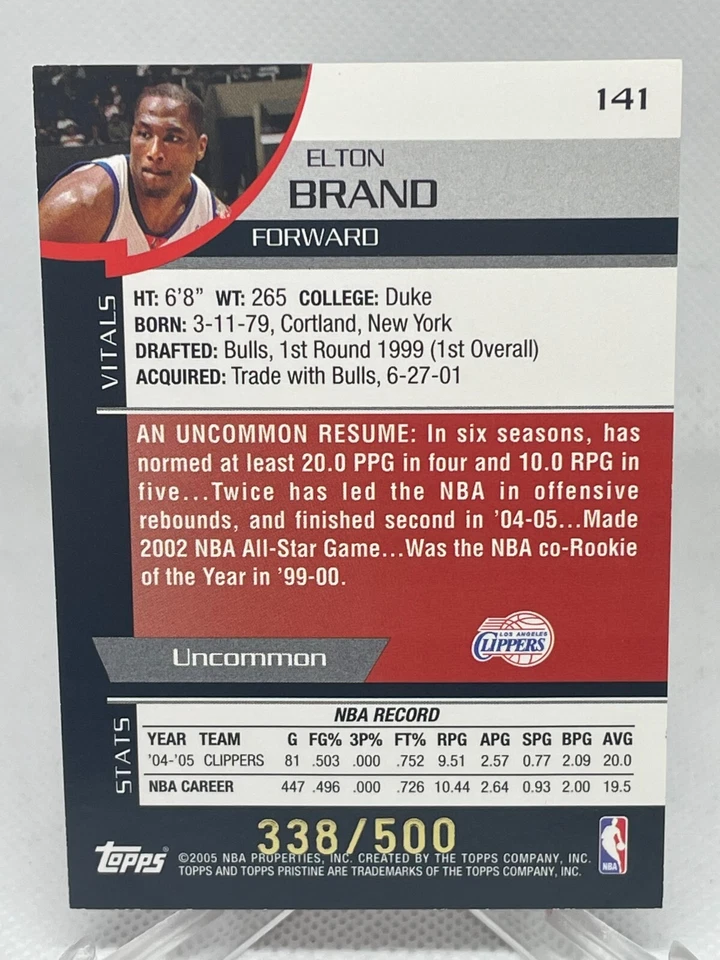 141
ELTON
BRAND
FORWARD
VITALS
HT: 6'8" WT: 265 COLLEGE: Duke
BORN: 3-11-79, Cortland, New York
DRAFTED: Bulls, 1st Round 1999 (1st Overall)
ACQUIRED: Trade with Bulls, 6-27-01
AN UNCOMMON RESUME: In six seasons, has
normed at least 20.0 PPG in four and 10.0 RPG in
five...Twice has led the NBA in offensive
rebounds, and finished second in '04-05...Made
2002 NBA All-Star Game...Was the NBA co-Rookie
of the Year in '99-00.
LOS ANGELES
CLIPPERS
Uncommon
STATS
NBA RECORD
YEAR TEAM G FG% 3P% FT% RPG APG SPG BPG AVG
'04-'05 CLIPPERS 81 .503 .000 .752 9.51 2.57 0.77 2.09 20.0
NBA CAREER 447 .496 .000 .726 10.44 2.64 0.93 2.00 19.5
338/500
Topps®
©2005 NBA PROPERTIES, INC. CREATED BY THE TOPPS COMPANY, INC.
TOPPS AND TOPPS PRISTINE ARE TRADEMARKS OF THE TOPPS COMPANY, INC.
NBA